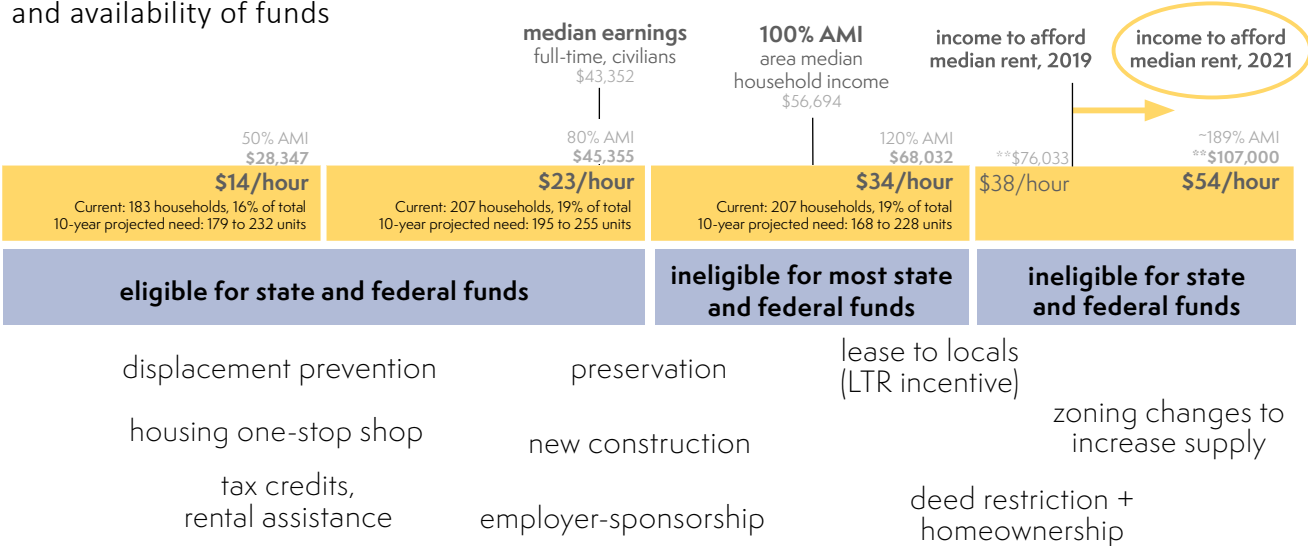 and availability of funds
median earnings
full-time, civilians
$43,352
100% AMI
area median
household income
$56,694
income to afford
median rent, 2019
income to afford
median rent, 2021
50% AMI
$28,347
80% AMI
$45,355
120% AMI
$68,032
**$76,033
~189% AMI
**$107,000
$14/hour
Current: 183 households, 16% of total
10-year projected need: 179 to 232 units
$23/hour
Current: 207 households, 19% of total
10-year projected need: 195 to 255 units
$34/hour
Current: 207 households, 19% of total
10-year projected need: 168 to 228 units
$38/hour
$54/hour
eligible for state and federal funds
ineligible for most state
and federal funds
ineligible for state
and federal funds
displacement prevention
preservation
lease to locals
(LTR incentive)
housing one-stop shop
new construction
zoning changes to
increase supply
tax credits,
rental assistance
employer-sponsorship
deed restriction +
homeownership